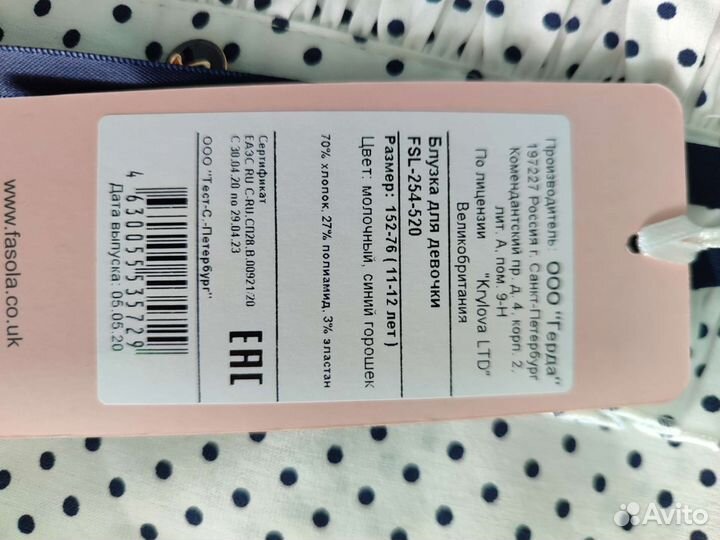 Производитель: ООО "Герда"
197227 Россия г. Санкт-Петербург
Комендантский пр. д. 4, корп. 2,
лит. А, пом. 9-Н
По лицензии "Krylova LTD"
Великобритания
Блузка для девочки
FSL-254-520
Размер: 152-76 ( 11-12 лет )
Цвет: молочный, синий горошек
70% хлопок. 27% полиамид. 3% эластан
Сертификат
ЕАЭС RU C-RU.СП28.В.00921/20
С 30.04.20 по 29.04.23
ООО "Тест-С.-Петербург"
EAC
4630055535729
Дата выпуска: 05.05.20
www.fasola.co.uk
Avito